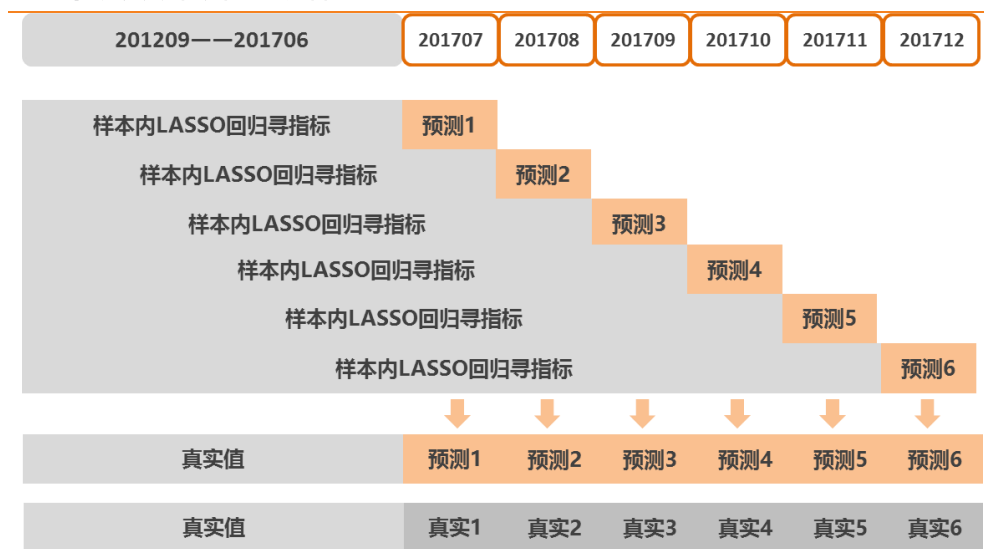 201209——201706 201707 201708 201709 201710 201711 201712
样本内LASSO回归寻指标 预测1
样本内LASSO回归寻指标 预测2
样本内LASSO回归寻指标 预测3
样本内LASSO回归寻指标 预测4
样本内LASSO回归寻指标 预测5
样本内LASSO回归寻指标 预测6
真实值 预测1 预测2 预测3 预测4 预测5 预测6
真实值 真实1 真实2 真实3 真实4 真实5 真实6